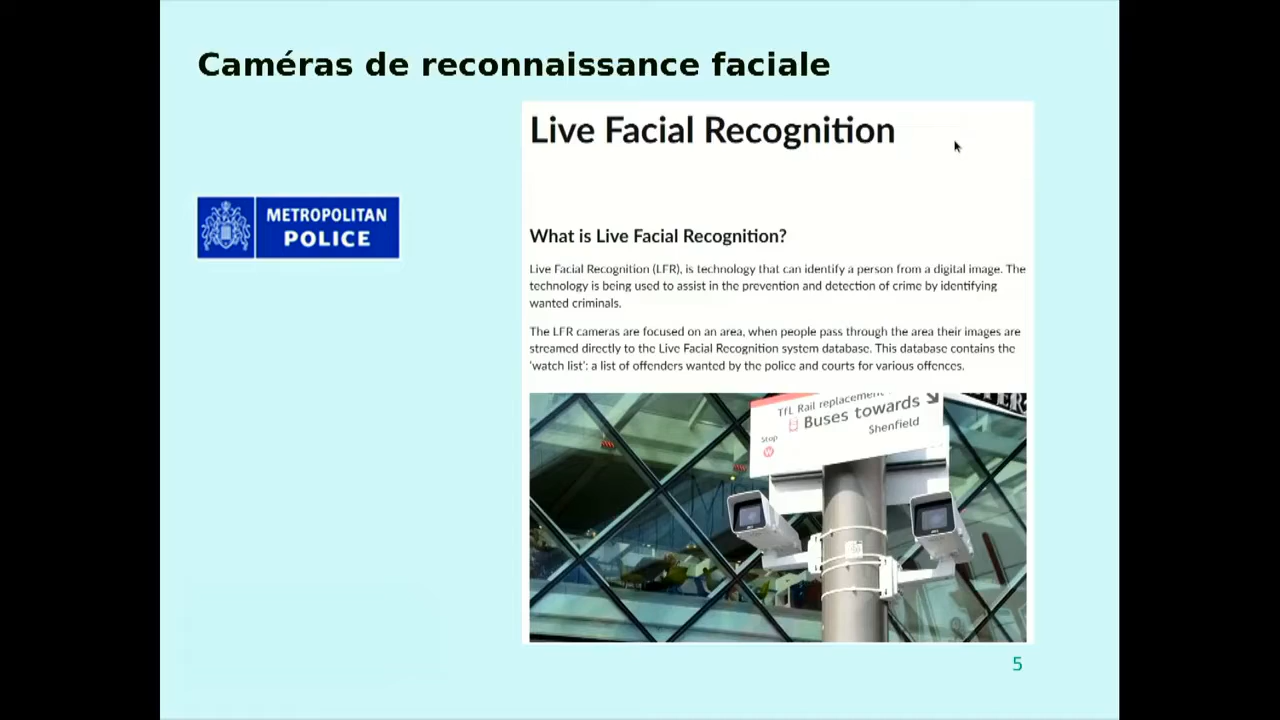 Caméras de reconnaissance faciale
METROPOLITAN
POLICE
Live Facial Recognition
What is Live Facial Recognition?
Live Facial Recognition (LFR), is technology that can identify a person from a digital image. The
technology is being used to assist in the prevention and detection of crime by identifying
wanted criminals.
The LFR cameras are focused on an area, when people pass through the area their images are
streamed directly to the Live Facial Recognition system database. This database contains the
'watch list': a list of offenders wanted by the police and courts for various offences.
TfL Rail replacement
Buses towards
Shenfield
Stop
W
5